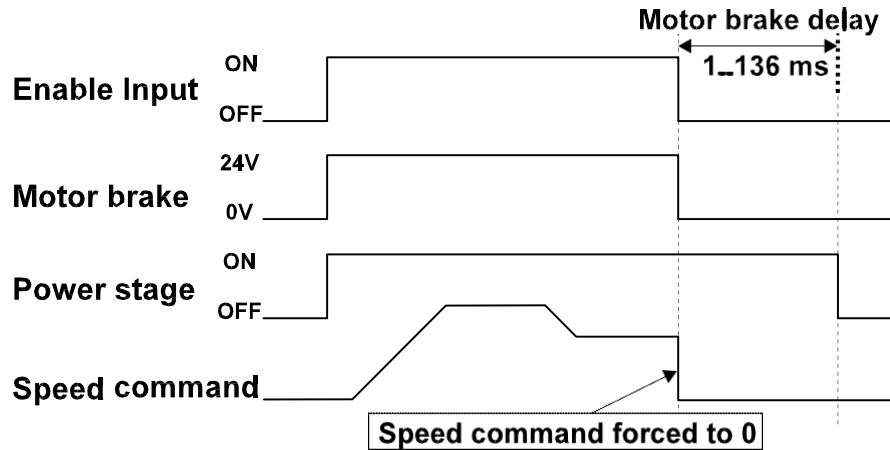 Motor brake delay
1..136 ms
Enable Input
ON
OFF
Motor brake
24V
0V
Power stage
ON
OFF
Speed command
Speed command forced to 0